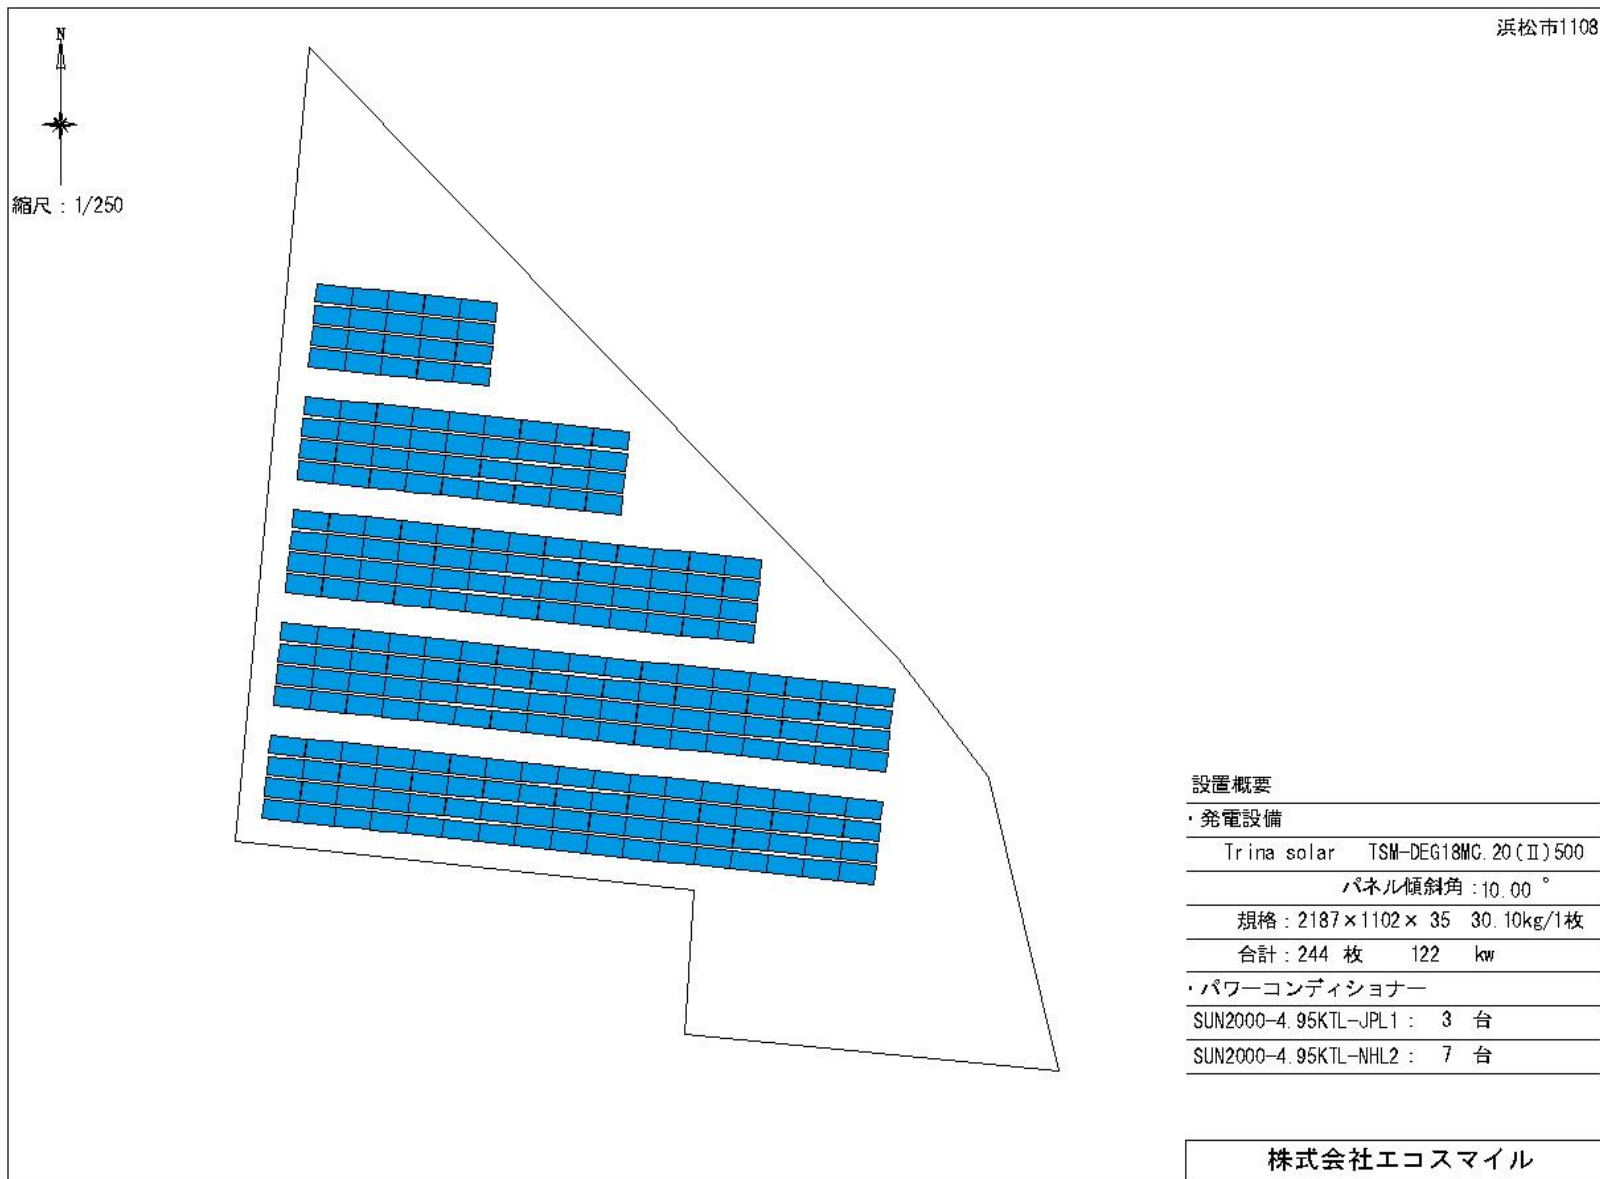 浜松市1108
N
縮尺：1/250
設置概要
・発電設備
Trina solar TSM-DEG18MC.20(Ⅱ)500
パネル傾斜角：10.00°
規格：2187×1102× 35 30.10kg/1枚
合計：244 枚 122 kw
・パワーコンディショナー
SUN2000-4.95KTL-JPL1： 3 台
SUN2000-4.95KTL-NHL2： 7 台
株式会社エコスマイル